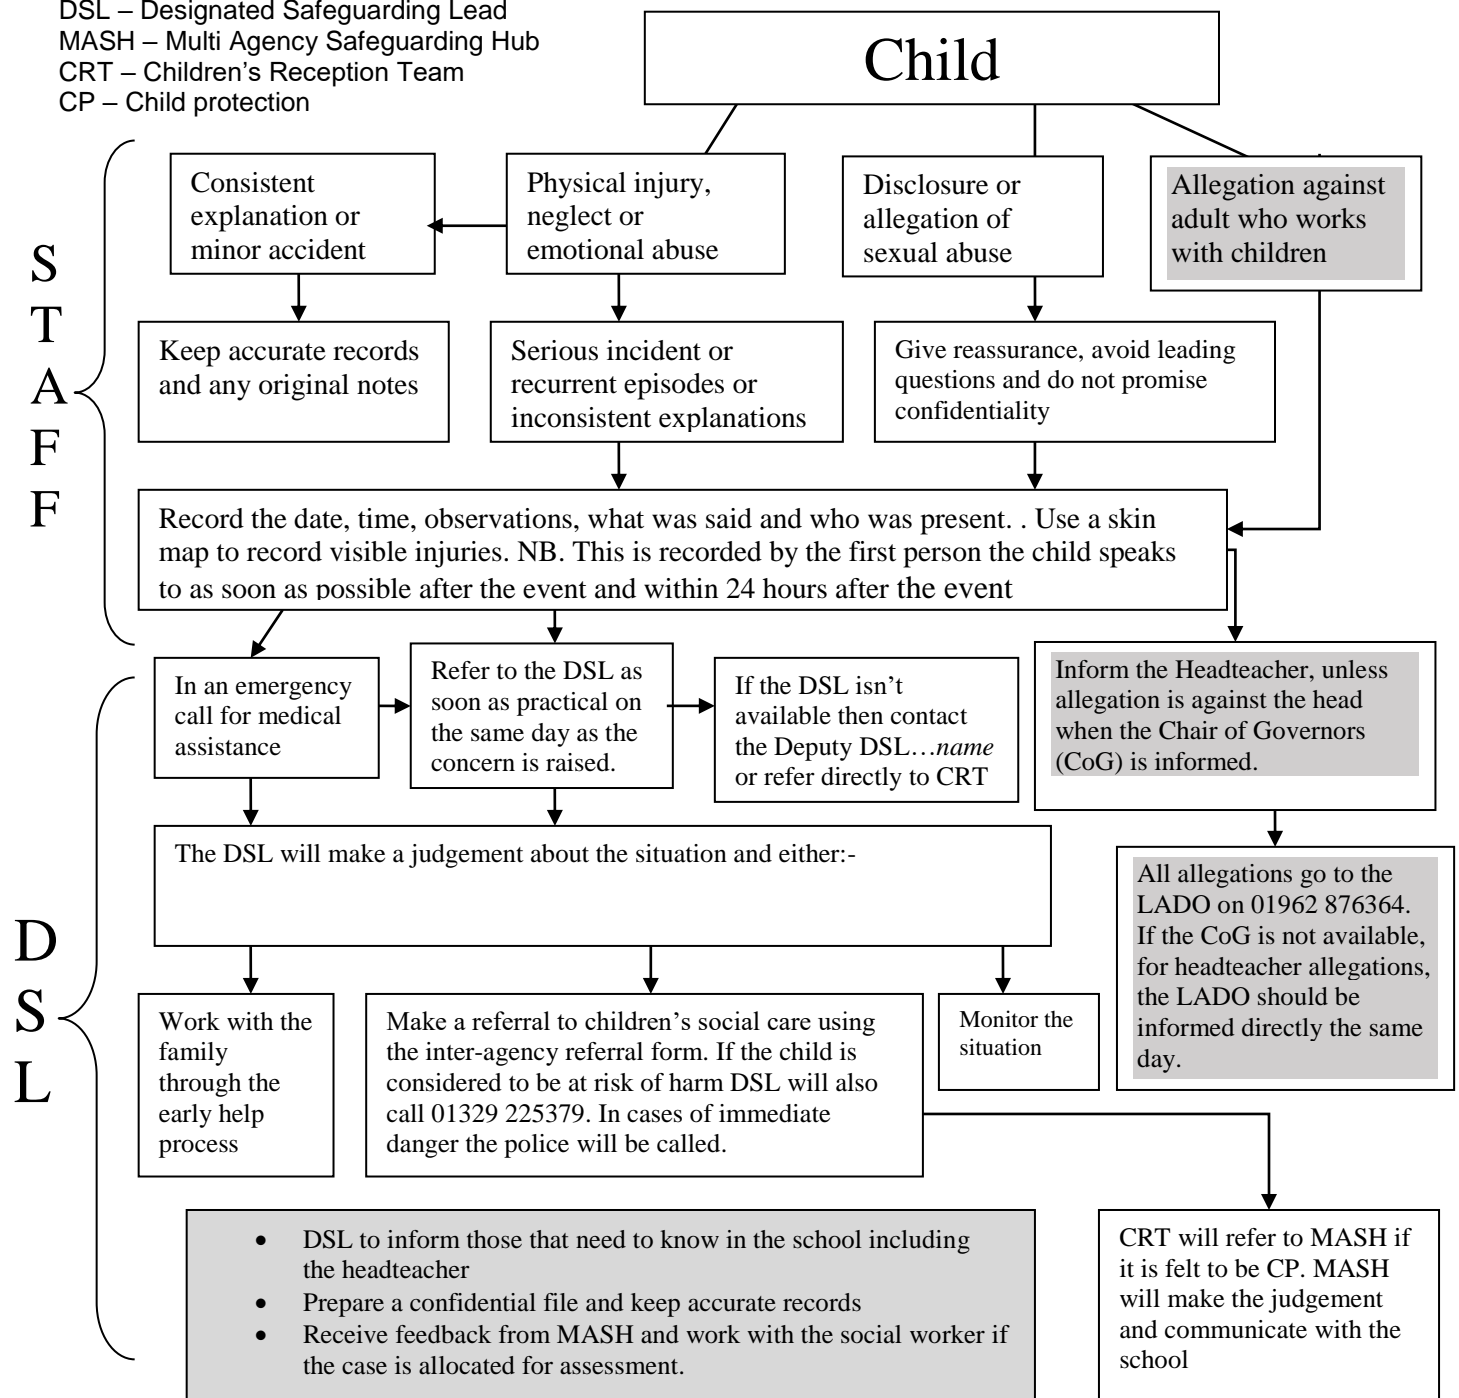 DSL – Designated Safeguarding Lead
MASH – Multi Agency Safeguarding Hub
CRT – Children's Reception Team
CP – Child protection
Child
S
T
A
F
F
Consistent
explanation or
minor accident
Physical injury,
neglect or
emotional abuse
Disclosure or
allegation of
sexual abuse
Allegation against
adult who works
with children
Keep accurate records
and any original notes
Serious incident or
recurrent episodes or
inconsistent explanations
Give reassurance, avoid leading
questions and do not promise
confidentiality
Record the date, time, observations, what was said and who was present. . Use a skin
map to record visible injuries. NB. This is recorded by the first person the child speaks
to as soon as possible after the event and within 24 hours after the event
D
S
L
In an emergency
call for medical
assistance
Refer to the DSL as
soon as practical on
the same day as the
concern is raised.
If the DSL isn't
available then contact
the Deputy DSL…name
or refer directly to CRT
Inform the Headteacher, unless
allegation is against the head
when the Chair of Governors
(CoG) is informed.
The DSL will make a judgement about the situation and either:-
All allegations go to the
LADO on 01962 876364.
If the CoG is not available,
for headteacher allegations,
the LADO should be
informed directly the same
day.
Work with the
family
through the
early help
process
Make a referral to children's social care using
the inter-agency referral form. If the child is
considered to be at risk of harm DSL will also
call 01329 225379. In cases of immediate
danger the police will be called.
Monitor the
situation
• DSL to inform those that need to know in the school including
the headteacher
• Prepare a confidential file and keep accurate records
• Receive feedback from MASH and work with the social worker if
the case is allocated for assessment.
CRT will refer to MASH if
it is felt to be CP. MASH
will make the judgement
and communicate with the
school